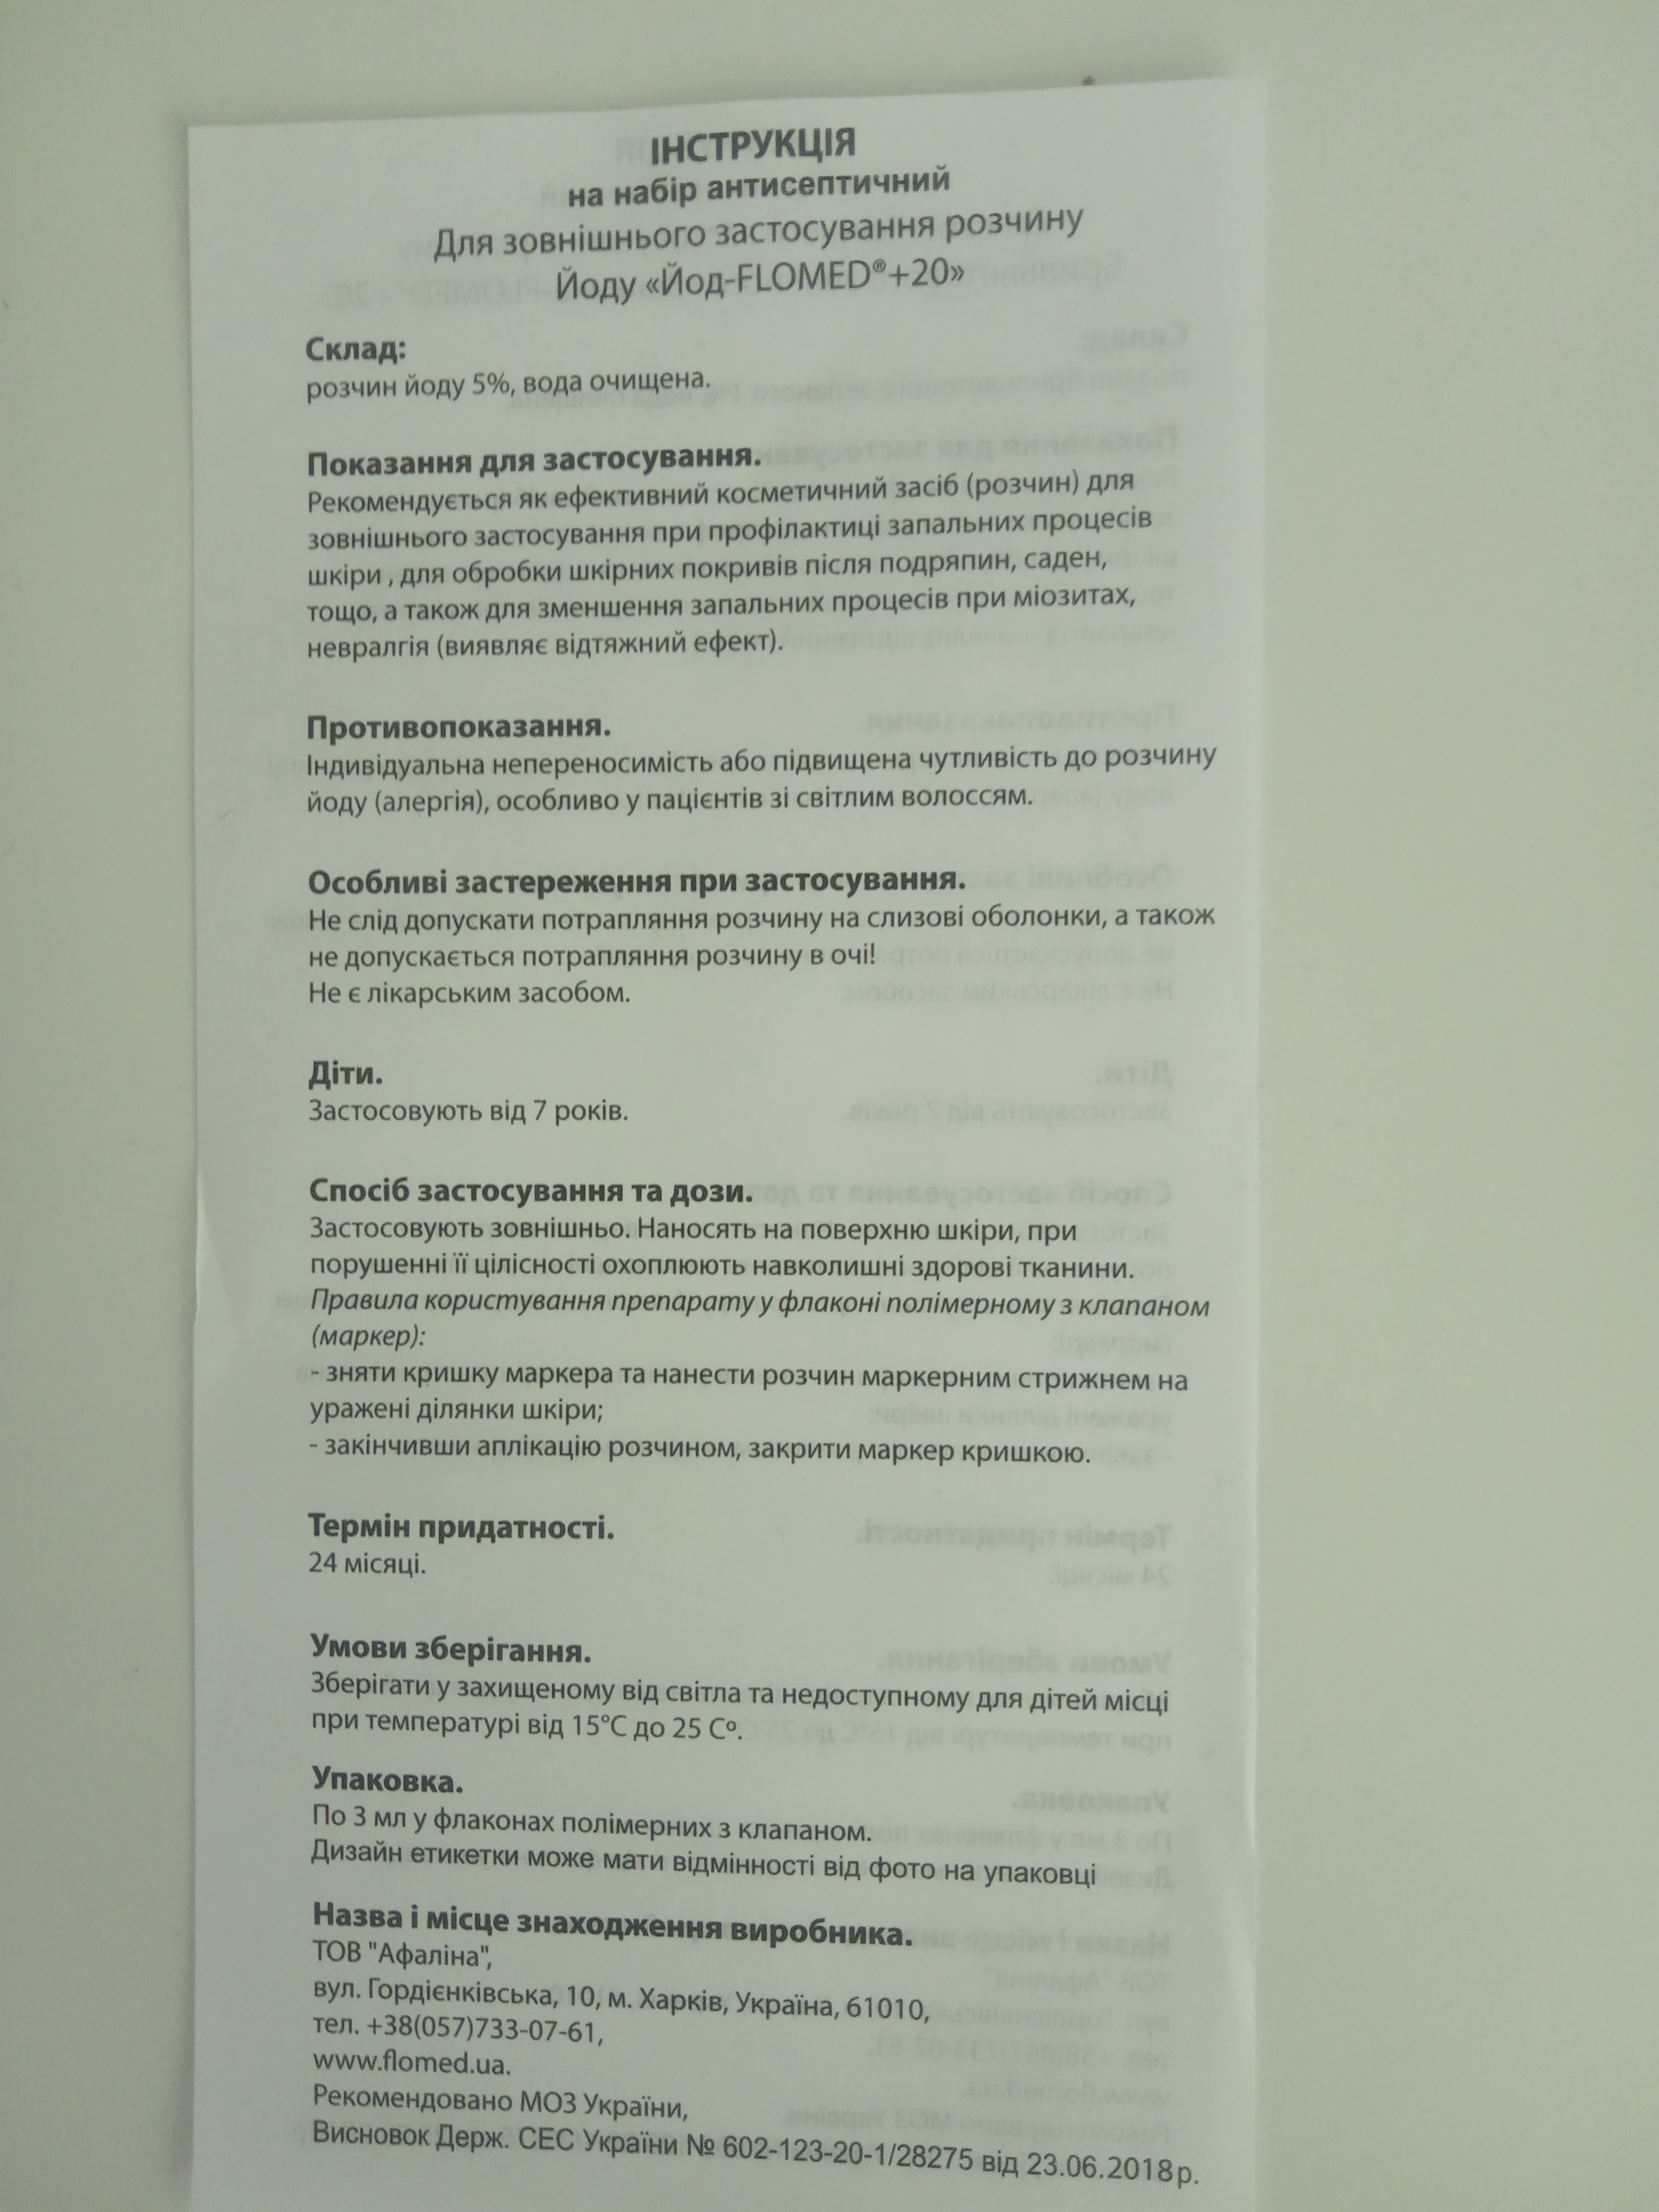 ІНСТРУКЦІЯ
на набір антисептичний
Для зовнішнього застосування розчину
Йоду «Йод-FLOMED®+20»
Склад:
розчин йоду 5%, вода очищена.
Показання для застосування.
Рекомендується як ефективний косметичний засіб (розчин) для
зовнішнього застосування при профілактиці запальних процесів
шкіри , для обробки шкірних покривів після подряпин, саден,
тощо, а також для зменшення запальних процесів при міозитах,
невралгія (виявляє відтяжний ефект).
Противопоказання.
Індивідуальна непереносимість або підвищена чутливість до розчину
йоду (алергія), особливо у пацієнтів зі світлим волоссям.
Особливі застереження при застосування.
Не слід допускати потрапляння розчину на слизові оболонки, а також
не допускається потрапляння розчину в очі!
Не є лікарським засобом.
Діти.
Застосовують від 7 років.
Спосіб застосування та дози.
Застосовують зовнішньо. Наносять на поверхню шкіри, при
порушенні її цілісності охоплюють навколишні здорові тканини.
Правила користування препарату у флаконі полімерному з клапаном
(маркер):
- зняти кришку маркера та нанести розчин маркерним стрижнем на
уражені ділянки шкіри;
- закінчивши аплікацію розчином, закрити маркер кришкою.
Термін придатності.
24 місяці.
Умови зберігання.
Зберігати у захищеному від світла та недоступному для дітей місці
при температурі від 15°С до 25 Сº.
Упаковка.
По 3 мл у флаконах полімерних з клапаном.
Дизайн етикетки може мати відмінності від фото на упаковці
Назва і місце знаходження виробника.
ТОВ "Афаліна",
вул. Гордієнківська, 10, м. Харків, Україна, 61010,
тел. +38(057)733-07-61,
www.flomed.ua.
Рекомендовано МОЗ України,
Висновок Держ. СЕС України № 602-123-20-1/28275 від 23.06.2018р.